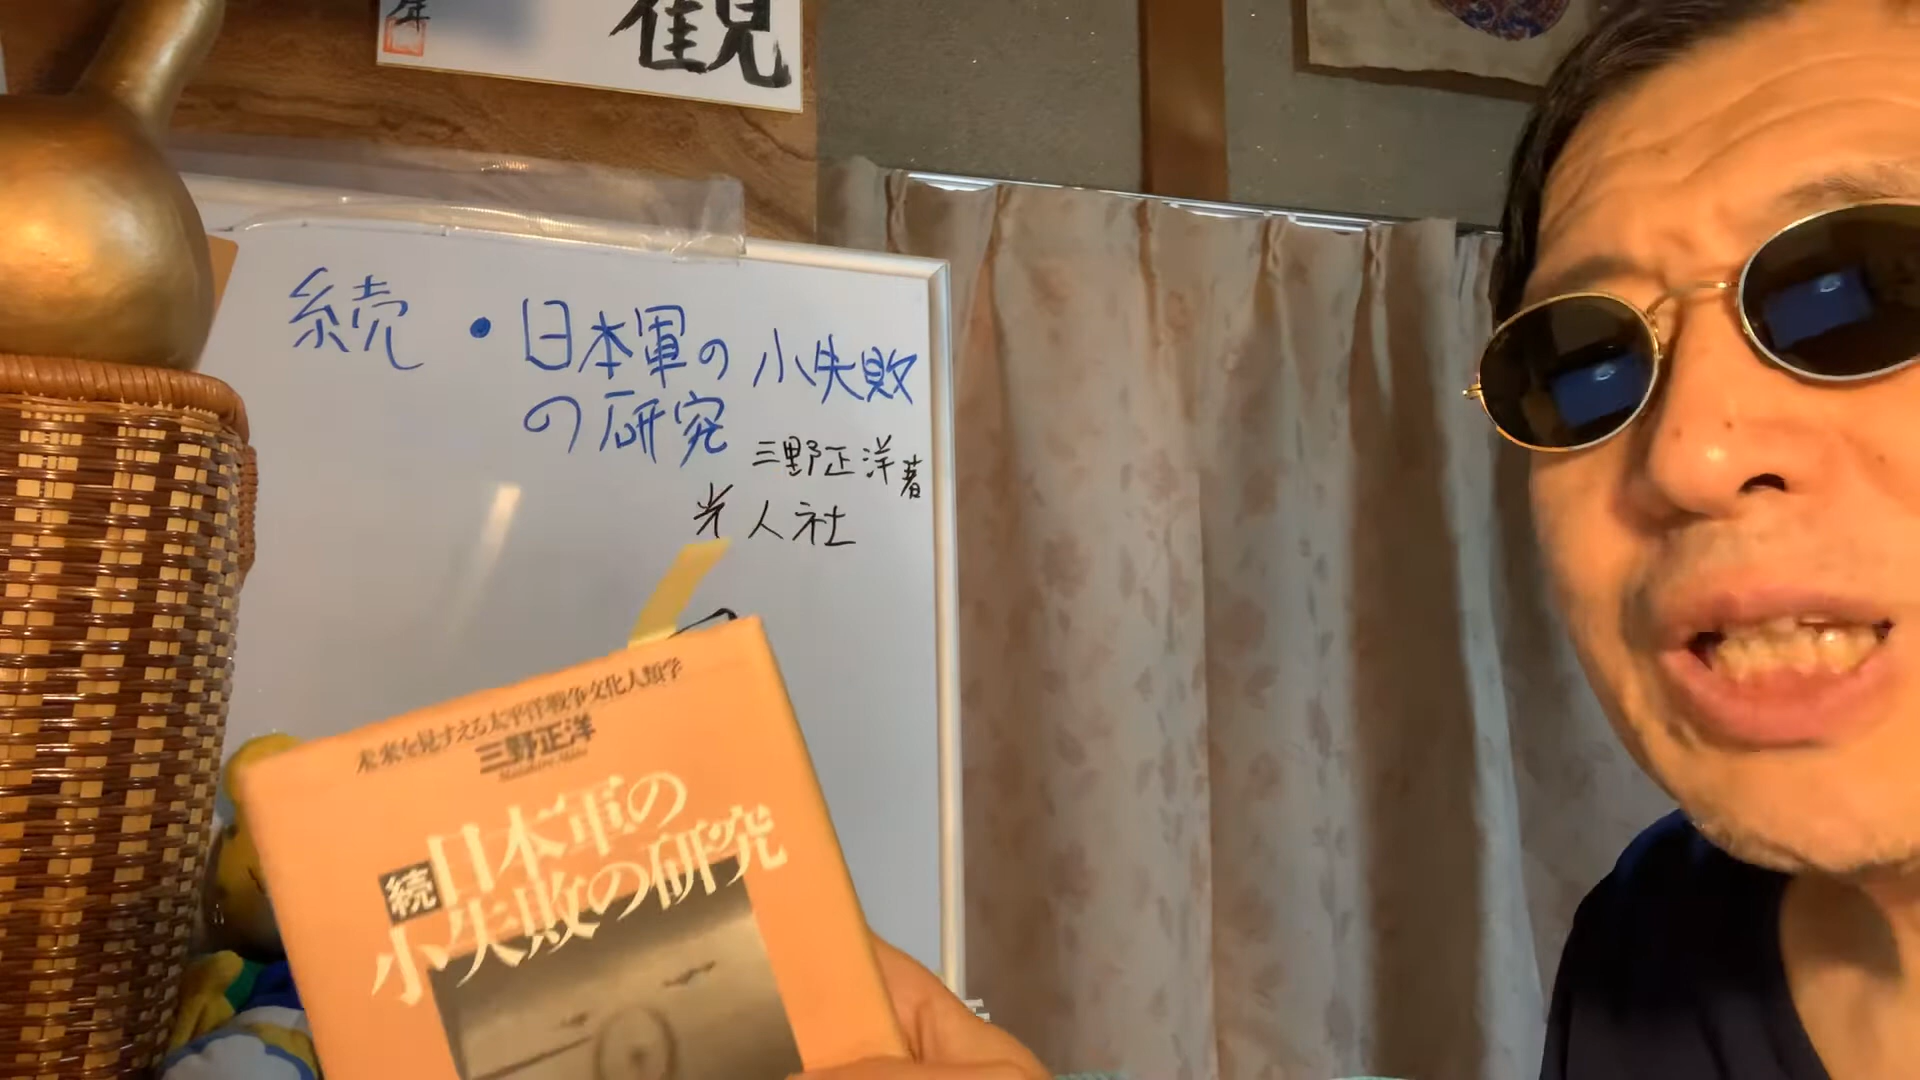 年
観
続・日本軍の小失敗
の研究
三野正洋著
光人社
未来を見すえる太平洋戦争文化人類学
三野正洋
続 日本軍の
小失敗の研究